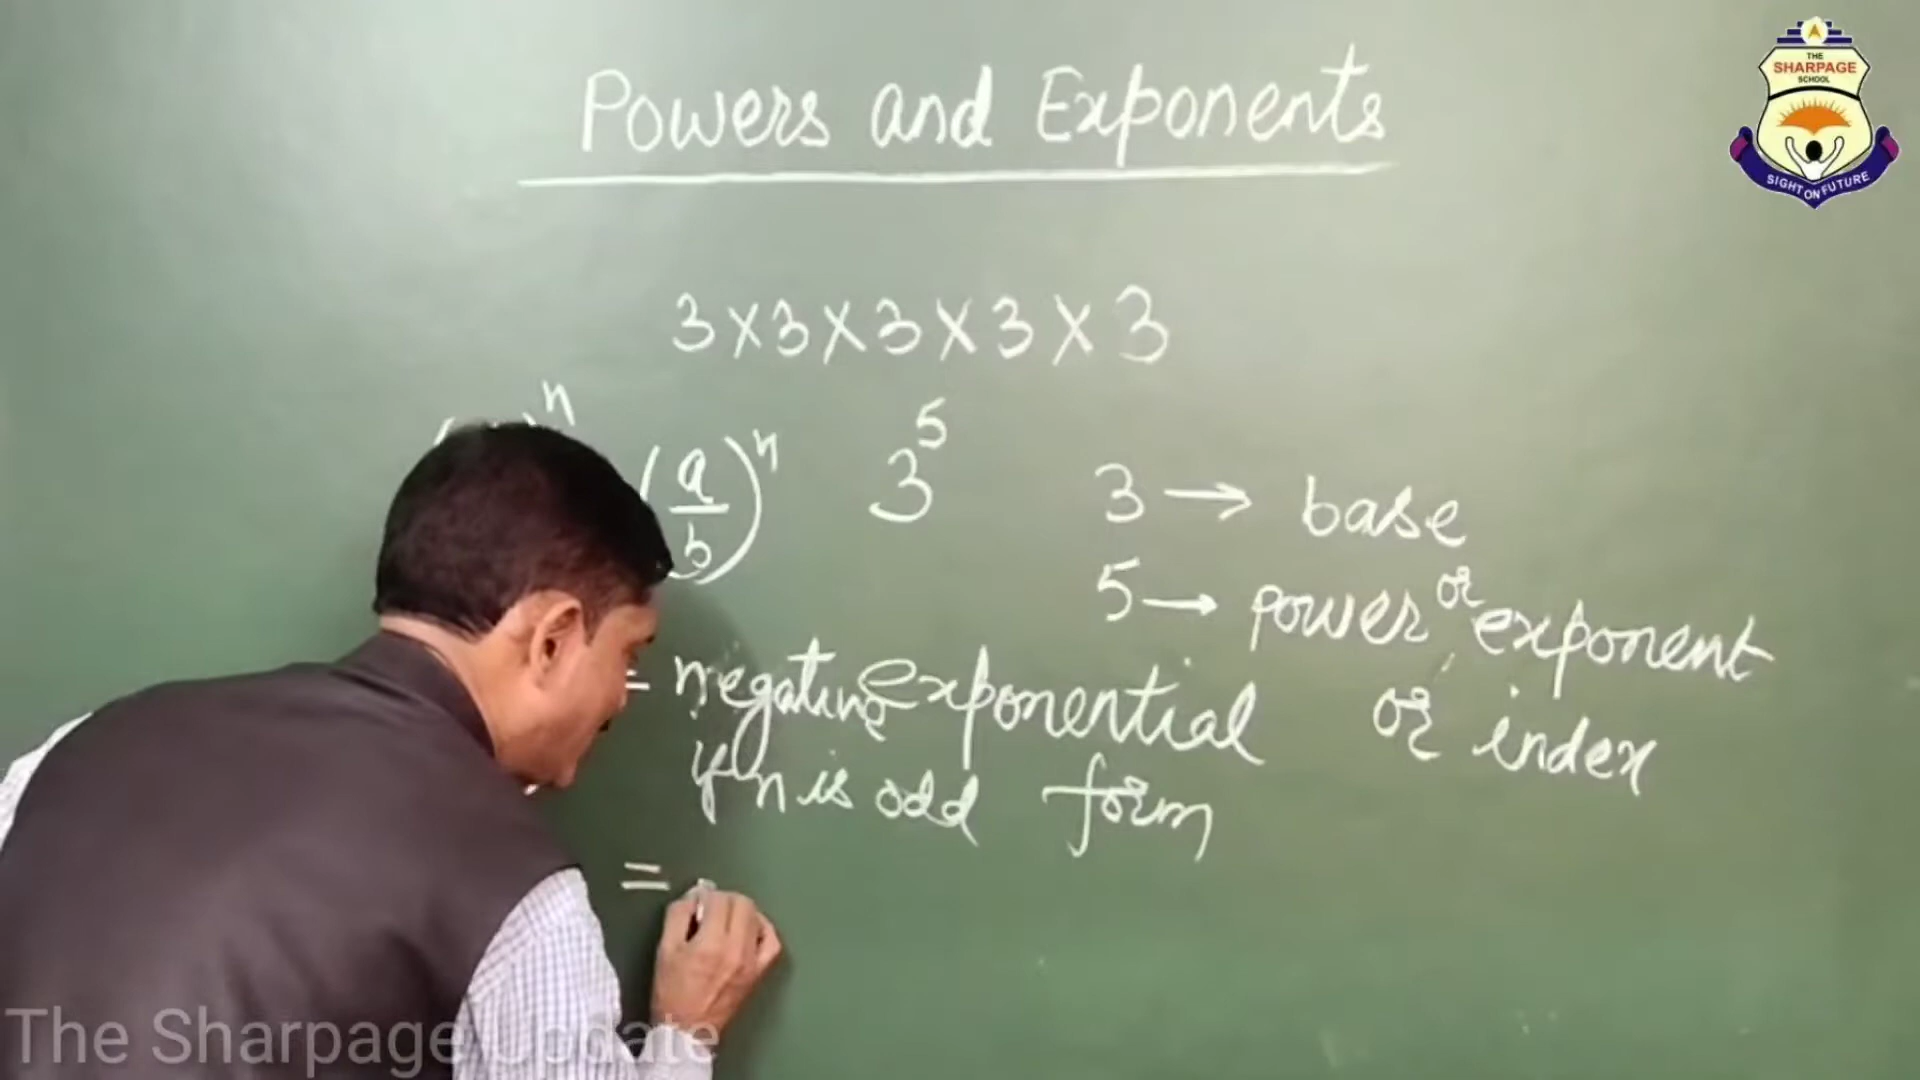 Powers and Exponents
THE
SHARPAGE
SCHOOL
SIGHT ON FUTURE
3×3×3×3×3
( )ⁿ
(a/b)ⁿ 3⁵ 3 → base
5 → power or exponent
or index
exponential
form
= negative
if n is odd
=
The Sharpage Update